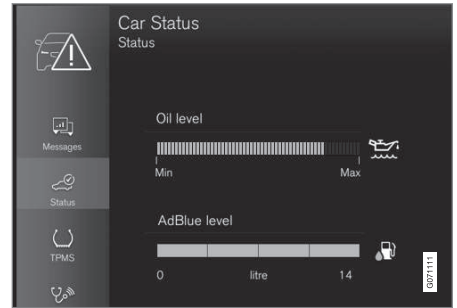 Car Status
Status
Messages
Status
TPMS
Oil level
Min Max
AdBlue level
0 litre 14
G071111